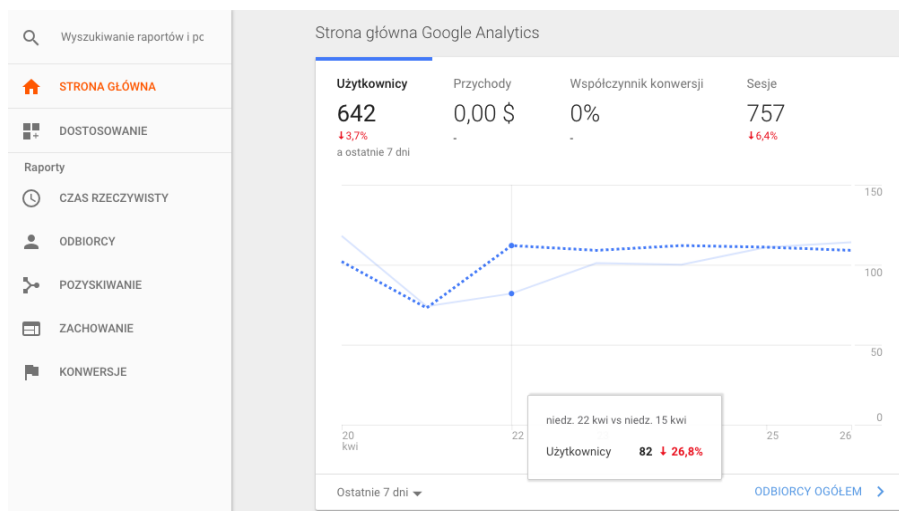 Wyszukiwanie raportów i pc
STRONA GŁÓWNA
DOSTOSOWANIE
Raporty
CZAS RZECZYWISTY
ODBIORCY
POZYSKIWANIE
ZACHOWANIE
KONWERSJE
Strona główna Google Analytics
Użytkownicy
642
↓3,7%
a ostatnie 7 dni
Przychody
0,00 $
-
Współczynnik konwersji
0%
-
Sesje
757
↓6,4%
150
100
50
0
20
kwi
22
25
26
niedz. 22 kwi vs niedz. 15 kwi
Użytkownicy 82 ↓ 26,8%
Ostatnie 7 dni
ODBIORCY OGÓŁEM